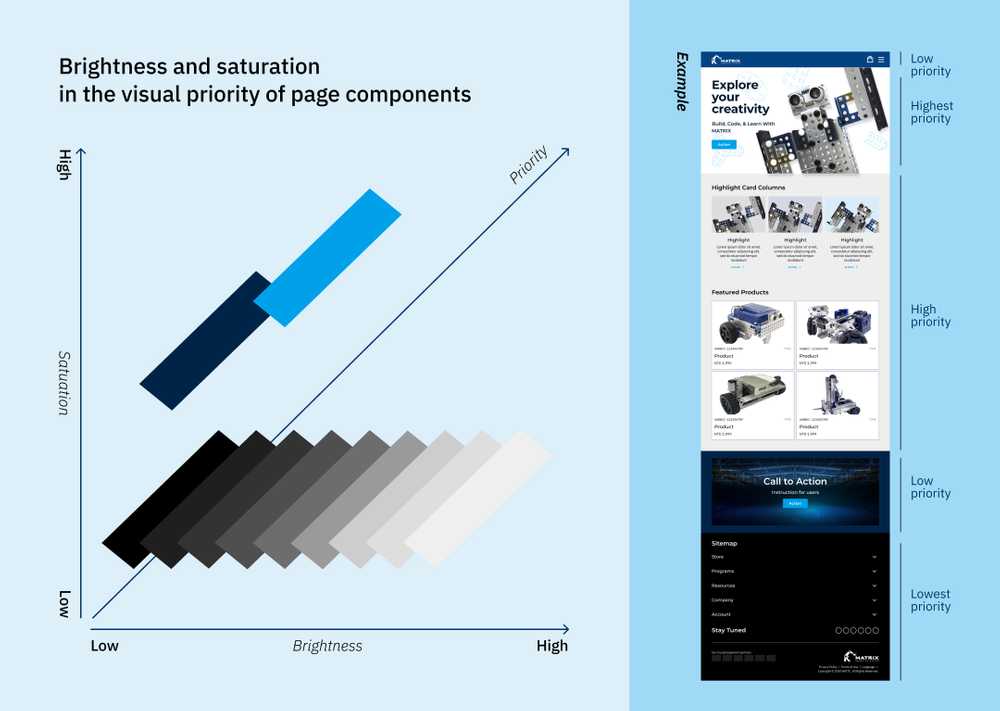 Brightness and saturation
in the visual priority of page components
High
Satuation
Low
Priority
Low
Brightness
High
Example
MATRIX
Explore
your
creativity
Build, Code, & Learn With
MATRIX
Action
Highlight Card Columns
Highlight
Highlight
Highlight
Featured Products
Product
Product
Product
Product
Call to Action
Instruction for users
Action
Sitemap
Store
Programs
Resources
Company
Account
Stay Tuned
MATRIX
Low
priority
Highest
priority
High
priority
Low
priority
Lowest
priority